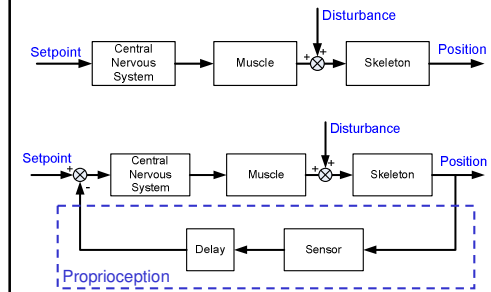 Disturbance
Setpoint
Central
Nervous
System
Muscle
+
+
Skeleton
Position
Disturbance
Setpoint
+
-
Central
Nervous
System
Muscle
+
+
Skeleton
Position
Delay
Sensor
Proprioception